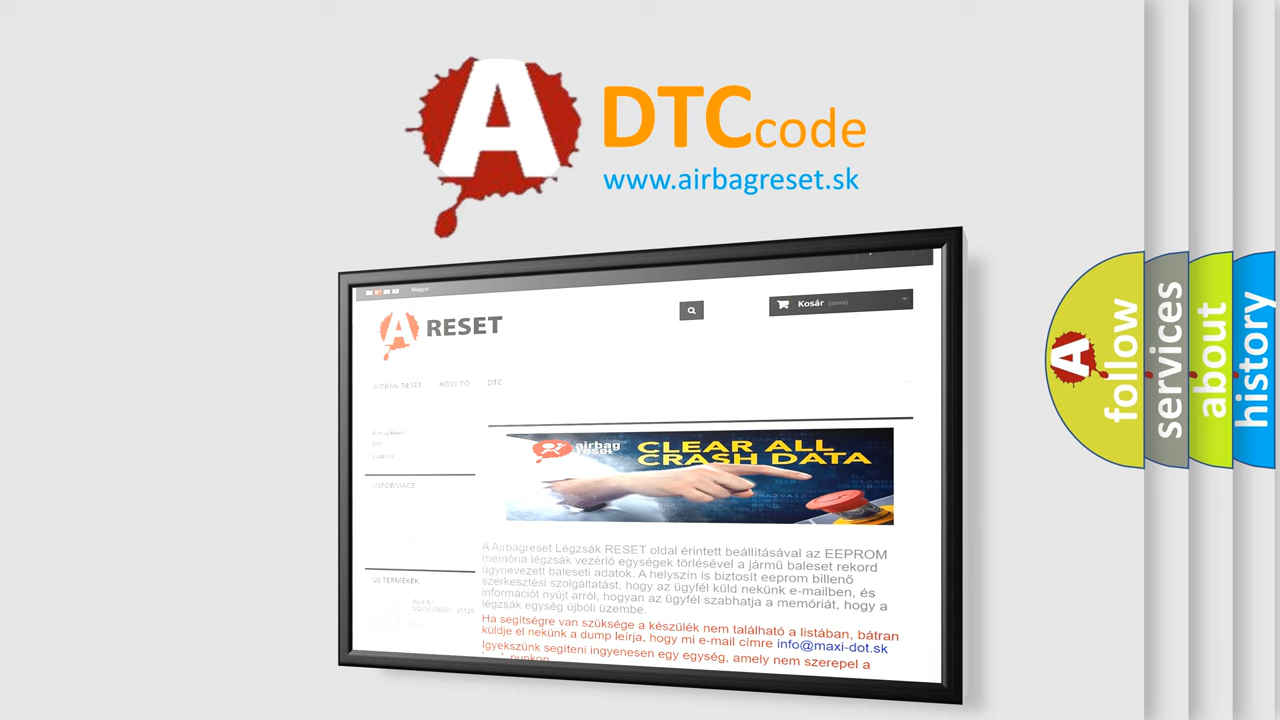 A
DTC code
www.airbagreset.sk
Magyar
A RESET
Kosár (üres)
AIRBAG RESET HOW TO DTC
INFORMACE
airbag
reset
CLEAR ALL
CRASH DATA
A Airbagreset Légzsák RESET oldal érintett beállításával az EEPROM
memória légzsák vezérlő egységek törlésével a jármű baleset rekord
úgynevezett baleseti adatok. A helyszín is biztosít eeprom billenő
szerkesztési szolgáltatást, hogy az ügyfél küld nekünk e-mailben, és
információt nyújt arról, hogyan az ügyfél szabhatja a memóriát, hogy a
légzsák egység újbóli üzembe.
Ha segítségre van szüksége a készülék nem található a listában, bátran
küldje el nekünk a dump leírja, hogy mi e-mail címre info@maxi-dot.sk
Igyekszünk segíteni ingyenesen egy egység, amely nem szerepel a
ÚJ TERMÉKEK
A
follow
services
about
history